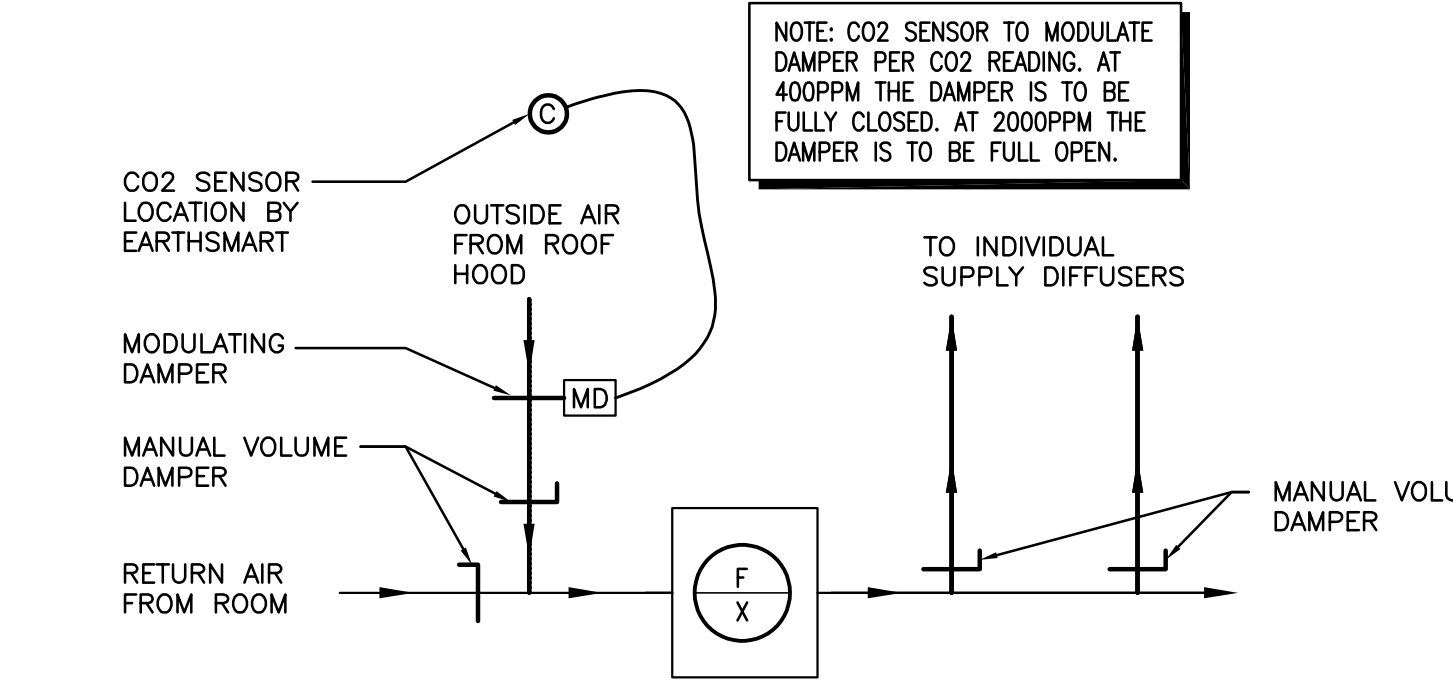 NOTE: CO2 SENSOR TO MODULATE
DAMPER PER CO2 READING. AT
400PPM THE DAMPER IS TO BE
FULLY CLOSED. AT 2000PPM THE
DAMPER IS TO BE FULL OPEN.
C
CO2 SENSOR
LOCATION BY
EARTHSMART
OUTSIDE AIR
FROM ROOF
HOOD
TO INDIVIDUAL
SUPPLY DIFFUSERS
MODULATING
DAMPER
MD
MANUAL VOLUME
DAMPER
MANUAL
DAMPER
RETURN AIR
FROM ROOM
F
X